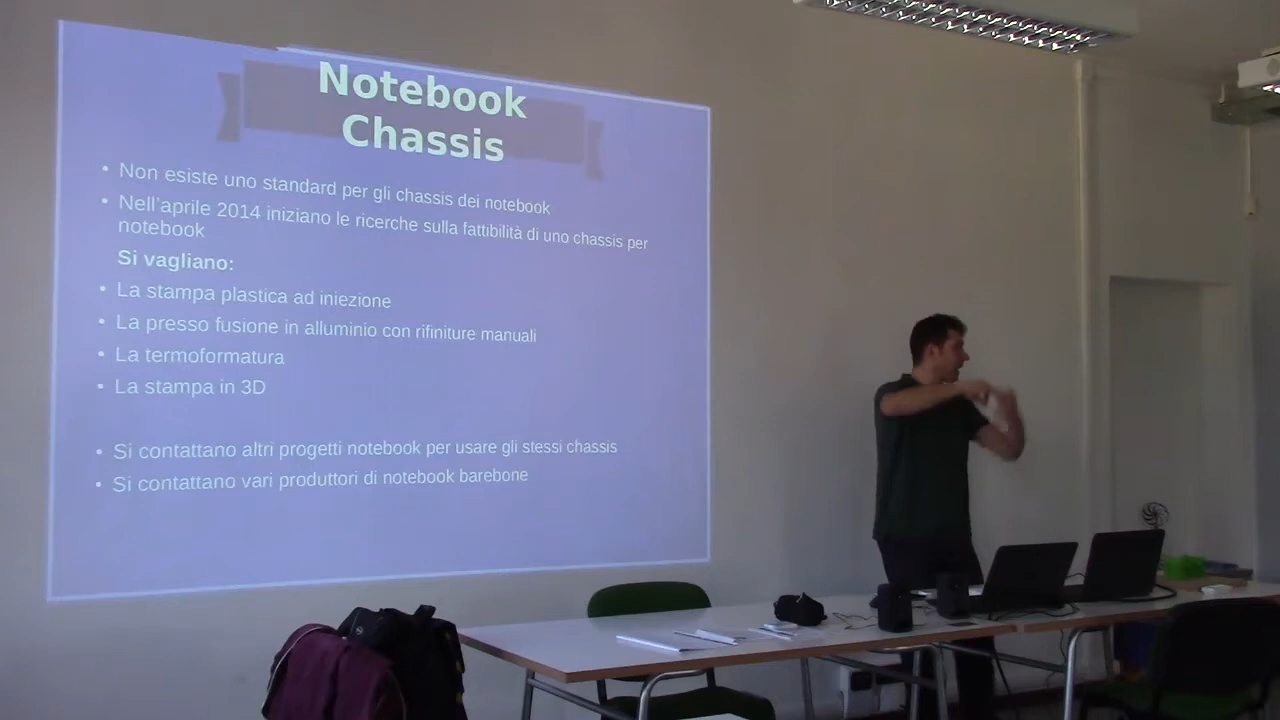 Notebook
Chassis
• Non esiste uno standard per gli chassis dei notebook
• Nell'aprile 2014 iniziano le ricerche sulla fattibilità di uno chassis per
notebook
Si vagliano:
• La stampa plastica ad iniezione
• La presso fusione in alluminio con rifiniture manuali
• La termoformatura
• La stampa in 3D
• Si contattano altri progetti notebook per usare gli stessi chassis
• Si contattano vari produttori di notebook barebone